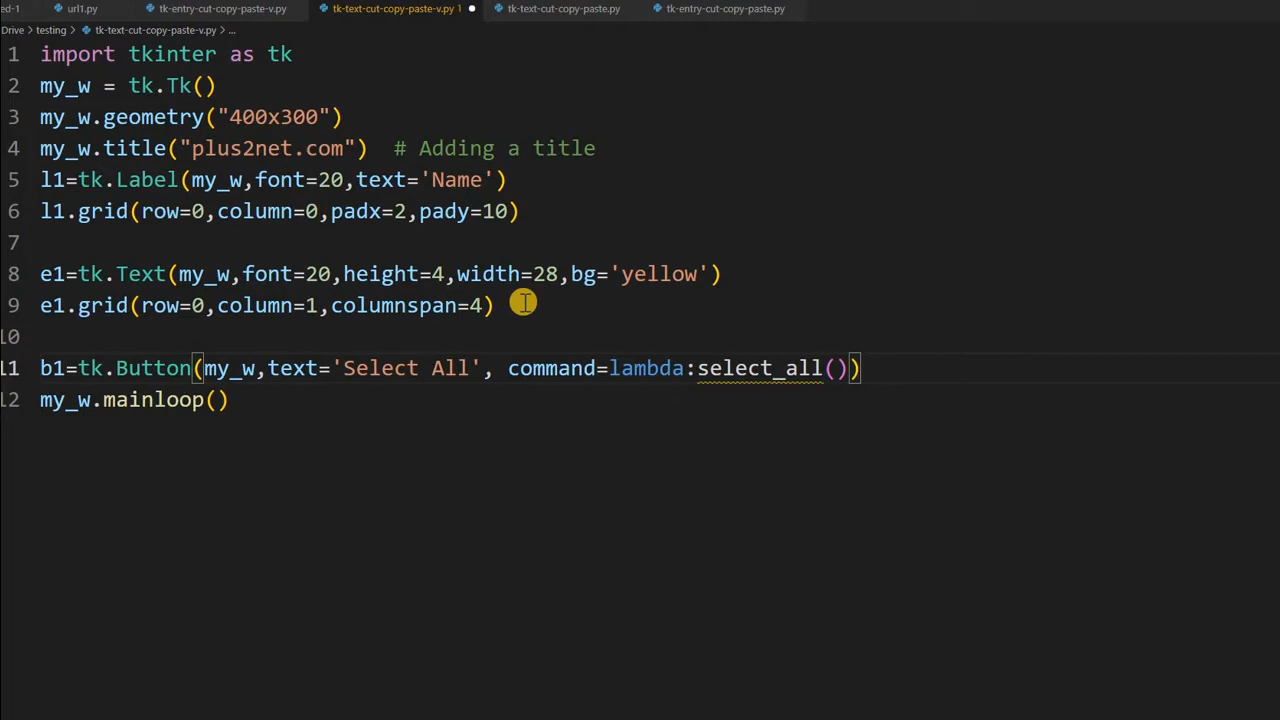 ed-1 url1.py tk-entry-cut-copy-paste-v.py tk-text-cut-copy-paste-v.py 1 tk-text-cut-copy-paste.py tk-entry-cut-copy-paste.py
Drive > testing > tk-text-cut-copy-paste-v.py > ...
1 import tkinter as tk
2 my_w = tk.Tk()
3 my_w.geometry("400x300")
4 my_w.title("plus2net.com")  # Adding a title
5 l1=tk.Label(my_w,font=20,text='Name')
6 l1.grid(row=0,column=0,padx=2,pady=10)
7
8 e1=tk.Text(my_w,font=20,height=4,width=28,bg='yellow')
9 e1.grid(row=0,column=1,columnspan=4)
10
11 b1=tk.Button(my_w,text='Select All', command=lambda:select_all())
12 my_w.mainloop()